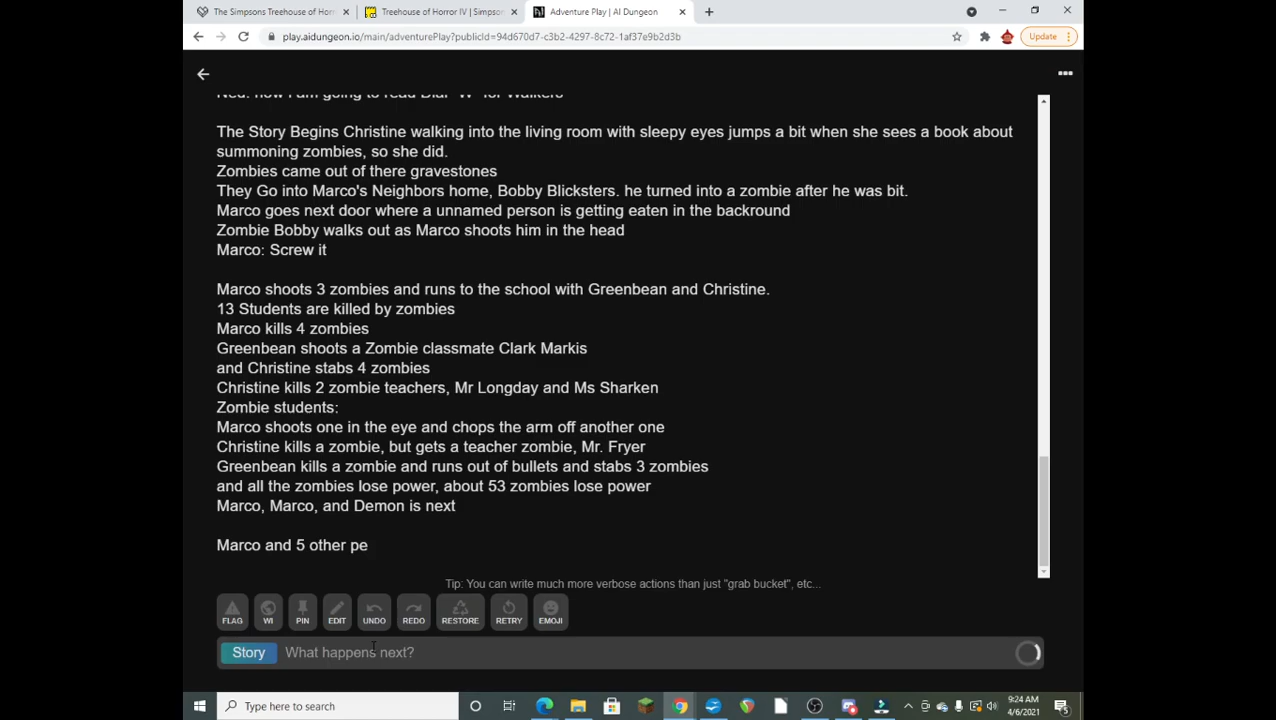 The Simpsons Treehouse of Hor
Treehouse of Horror IV | Simpson
Adventure Play | AI Dungeon
play.aidungeon.io/main/adventurePlay?publicId=94d670d7-c3b2-4297-8c72-1af37e9b2d3b
Update
The Story Begins Christine walking into the living room with sleepy eyes jumps a bit when she sees a book about
summoning zombies, so she did.
Zombies came out of there gravestones
They Go into Marco's Neighbors home, Bobby Blicksters. he turned into a zombie after he was bit.
Marco goes next door where a unnamed person is getting eaten in the backround
Zombie Bobby walks out as Marco shoots him in the head
Marco: Screw it
Marco shoots 3 zombies and runs to the school with Greenbean and Christine.
13 Students are killed by zombies
Marco kills 4 zombies
Greenbean shoots a Zombie classmate Clark Markis
and Christine stabs 4 zombies
Christine kills 2 zombie teachers, Mr Longday and Ms Sharken
Zombie students:
Marco shoots one in the eye and chops the arm off another one
Christine kills a zombie, but gets a teacher zombie, Mr. Fryer
Greenbean kills a zombie and runs out of bullets and stabs 3 zombies
and all the zombies lose power, about 53 zombies lose power
Marco, Marco, and Demon is next
Marco and 5 other pe
Tip: You can write much more verbose actions than just "grab bucket", etc...
FLAG WI PIN EDIT UNDO REDO RESTORE RETRY EMOJI
Story What happens next?
Type here to search
9:24 AM
4/6/2021
5